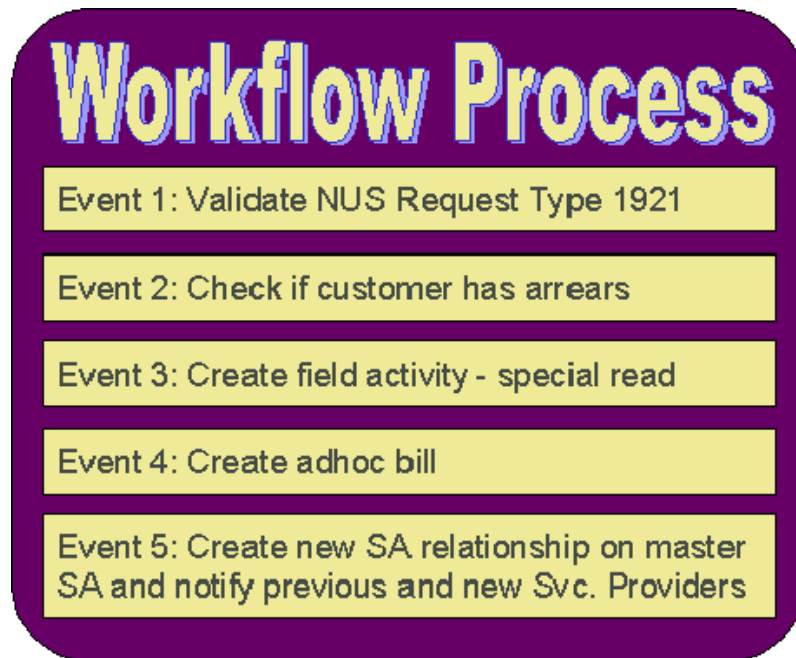 Workflow Process
Event 1: Validate NUS Request Type 1921
Event 2: Check if customer has arrears
Event 3: Create field activity - special read
Event 4: Create adhoc bill
Event 5: Create new SA relationship on master
SA and notify previous and new Svc. Providers